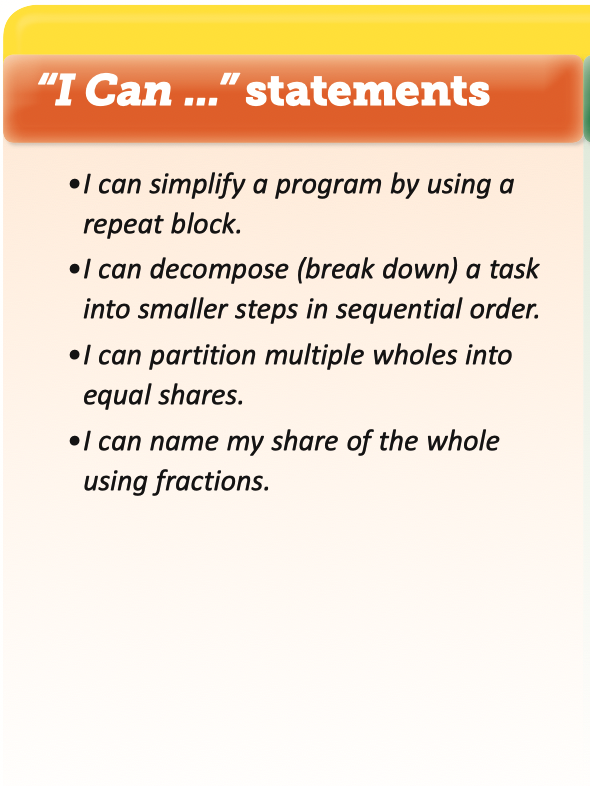 “I Can ...” statements
•I can simplify a program by using a
repeat block.
•I can decompose (break down) a task
into smaller steps in sequential order.
•I can partition multiple wholes into
equal shares.
•I can name my share of the whole
using fractions.